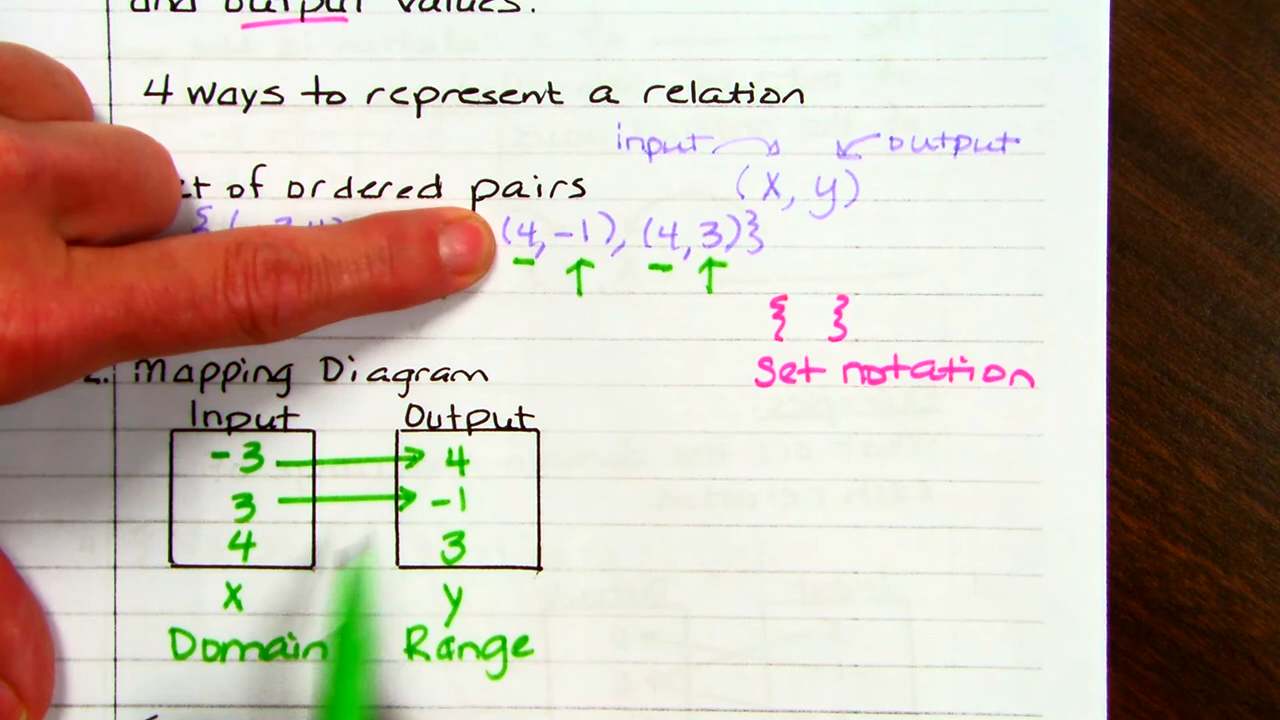 and output values.
4 ways to represent a relation
input output
of ordered pairs (x, y)
(4,-1), (4,3)}
{ }
set notation
Mapping Diagram
Input Output
-3 4
3 -1
4 3
x y
Domain Range